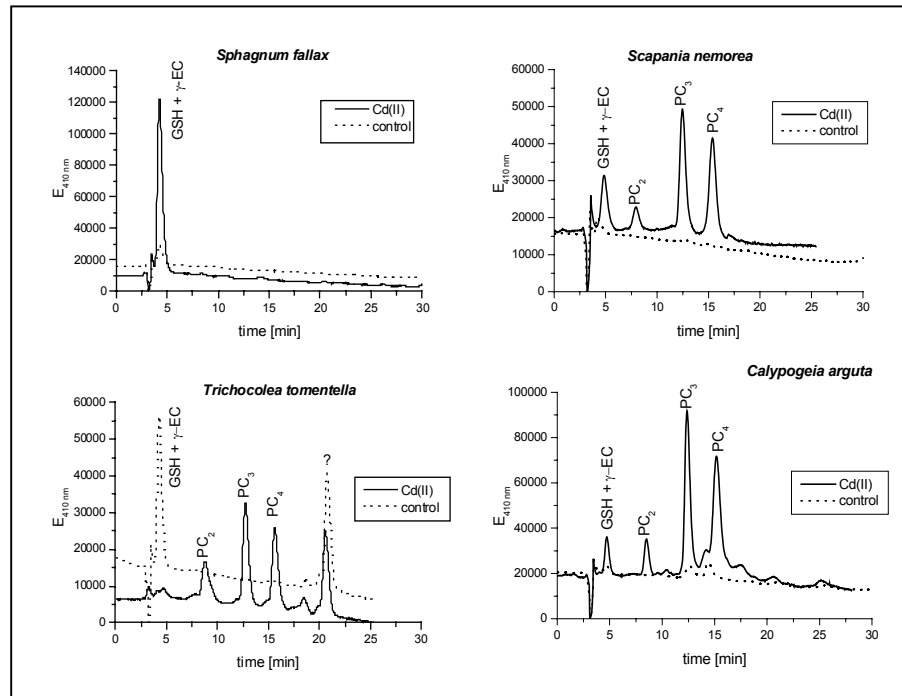 Sphagnum fallax
E410 nm
140000
120000
100000
80000
60000
40000
20000
0
GSH + γ-EC
Cd(II)
control
0 5 10 15 20 25 30
time [min]
Scapania nemorea
E410 nm
60000
50000
40000
30000
20000
10000
0
GSH + γ-EC
PC2
PC3
PC4
Cd(II)
control
0 5 10 15 20 25 30
time [min]
Trichocolea tomentella
E410 nm
70000
60000
50000
40000
30000
20000
10000
0
GSH + γ-EC
PC2
PC3
PC4
?
Cd(II)
control
0 5 10 15 20 25 30
time [min]
Calypogeia arguta
E410 nm
100000
80000
60000
40000
20000
0
GSH + γ-EC
PC2
PC3
PC4
Cd(II)
control
0 5 10 15 20 25 30
time [min]